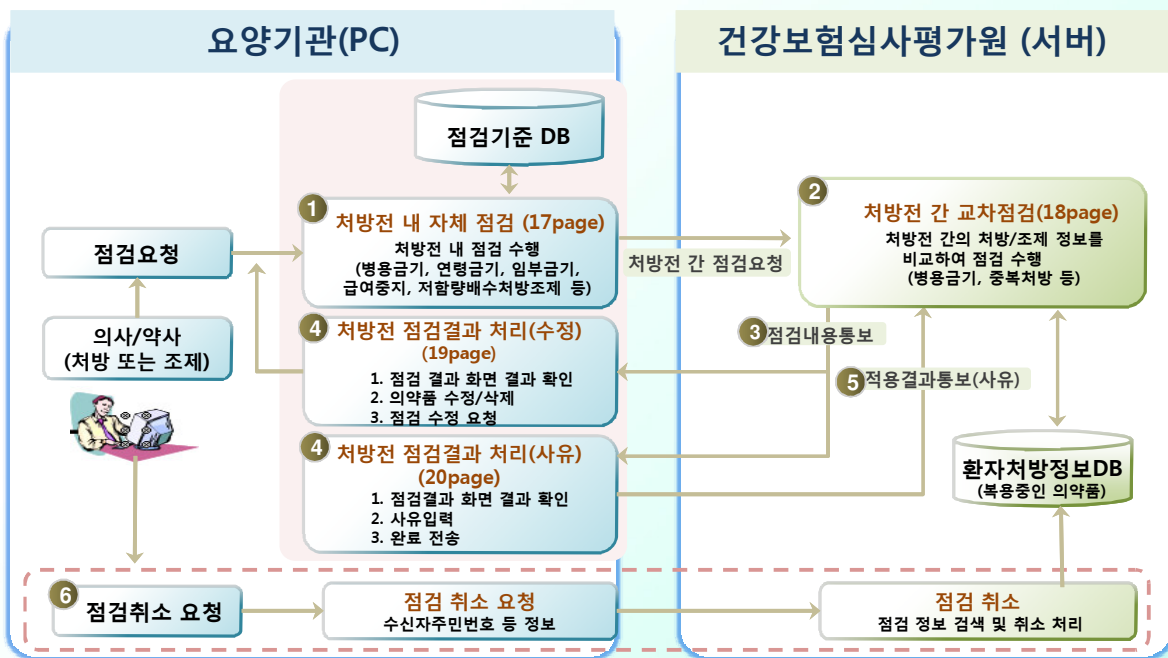 요양기관(PC)
건강보험심사평가원 (서버)
점검기준 DB
1
처방전 내 자체 점검 (17page)
처방전 내 점검 수행
(병용금기, 연령금기, 임부금기,
급여중지, 저함량배수처방조제 등)
점검요청
의사/약사
(처방 또는 조제)
처방전 간 점검요청
2
처방전 간 교차점검(18page)
처방전 간의 처방/조제 정보를
비교하여 점검 수행
(병용금기, 중복처방 등)
3 점검내용통보
4
처방전 점검결과 처리(수정)
(19page)
1. 점검 결과 화면 결과 확인
2. 의약품 수정/삭제
3. 점검 수정 요청
5 적용결과통보(사유)
4
처방전 점검결과 처리(사유)
(20page)
1. 점검결과 화면 결과 확인
2. 사유입력
3. 완료 전송
환자처방정보DB
(복용중인 의약품)
6
점검취소 요청
점검 취소 요청
수신자주민번호 등 정보
점검 취소
점검 정보 검색 및 취소 처리